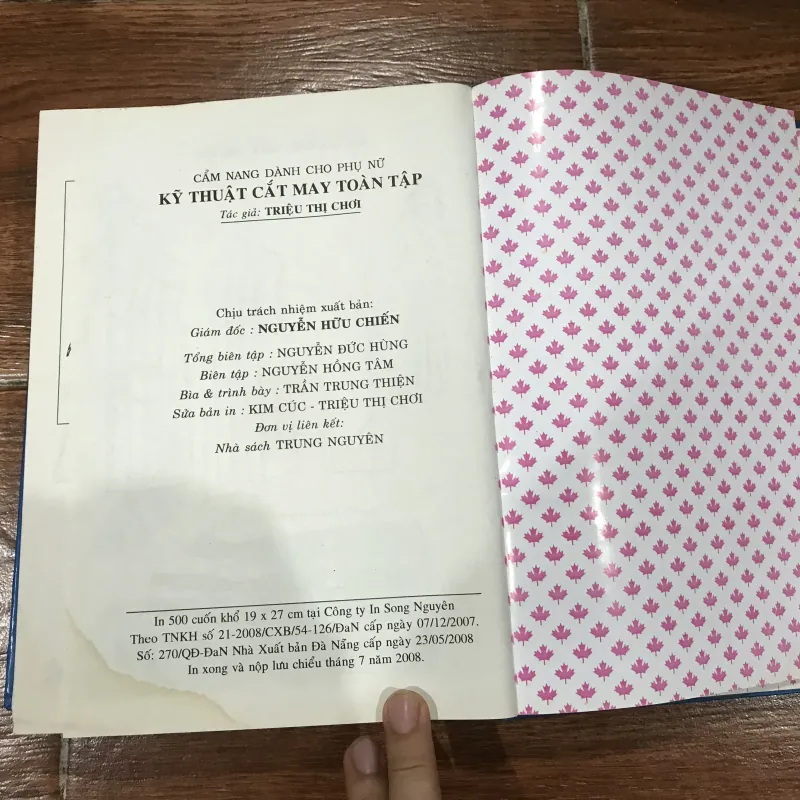 CẨM NANG DÀNH CHO PHỤ NỮ
KỸ THUẬT CẮT MAY TOÀN TẬP
Tác giả: TRIỆU THỊ CHƠI
Chịu trách nhiệm xuất bản:
Giám đốc : NGUYỄN HỮU CHIẾN
Tổng biên tập : NGUYỄN ĐỨC HÙNG
Biên tập : NGUYỄN HỒNG TÂM
Bìa & trình bày : TRẦN TRUNG THIỆN
Sửa bản in : KIM CÚC - TRIỆU THỊ CHƠI
Đơn vị liên kết:
Nhà sách TRUNG NGUYÊN
In 500 cuốn khổ 19 x 27 cm tại Công ty In Song Nguyên
Theo TNKH số 21-2008/CXB/54-126/ĐaN cấp ngày 07/12/2007.
Số: 270/QĐ-ĐaN Nhà Xuất bản Đà Nẵng cấp ngày 23/05/2008
In xong và nộp lưu chiểu tháng 7 năm 2008.